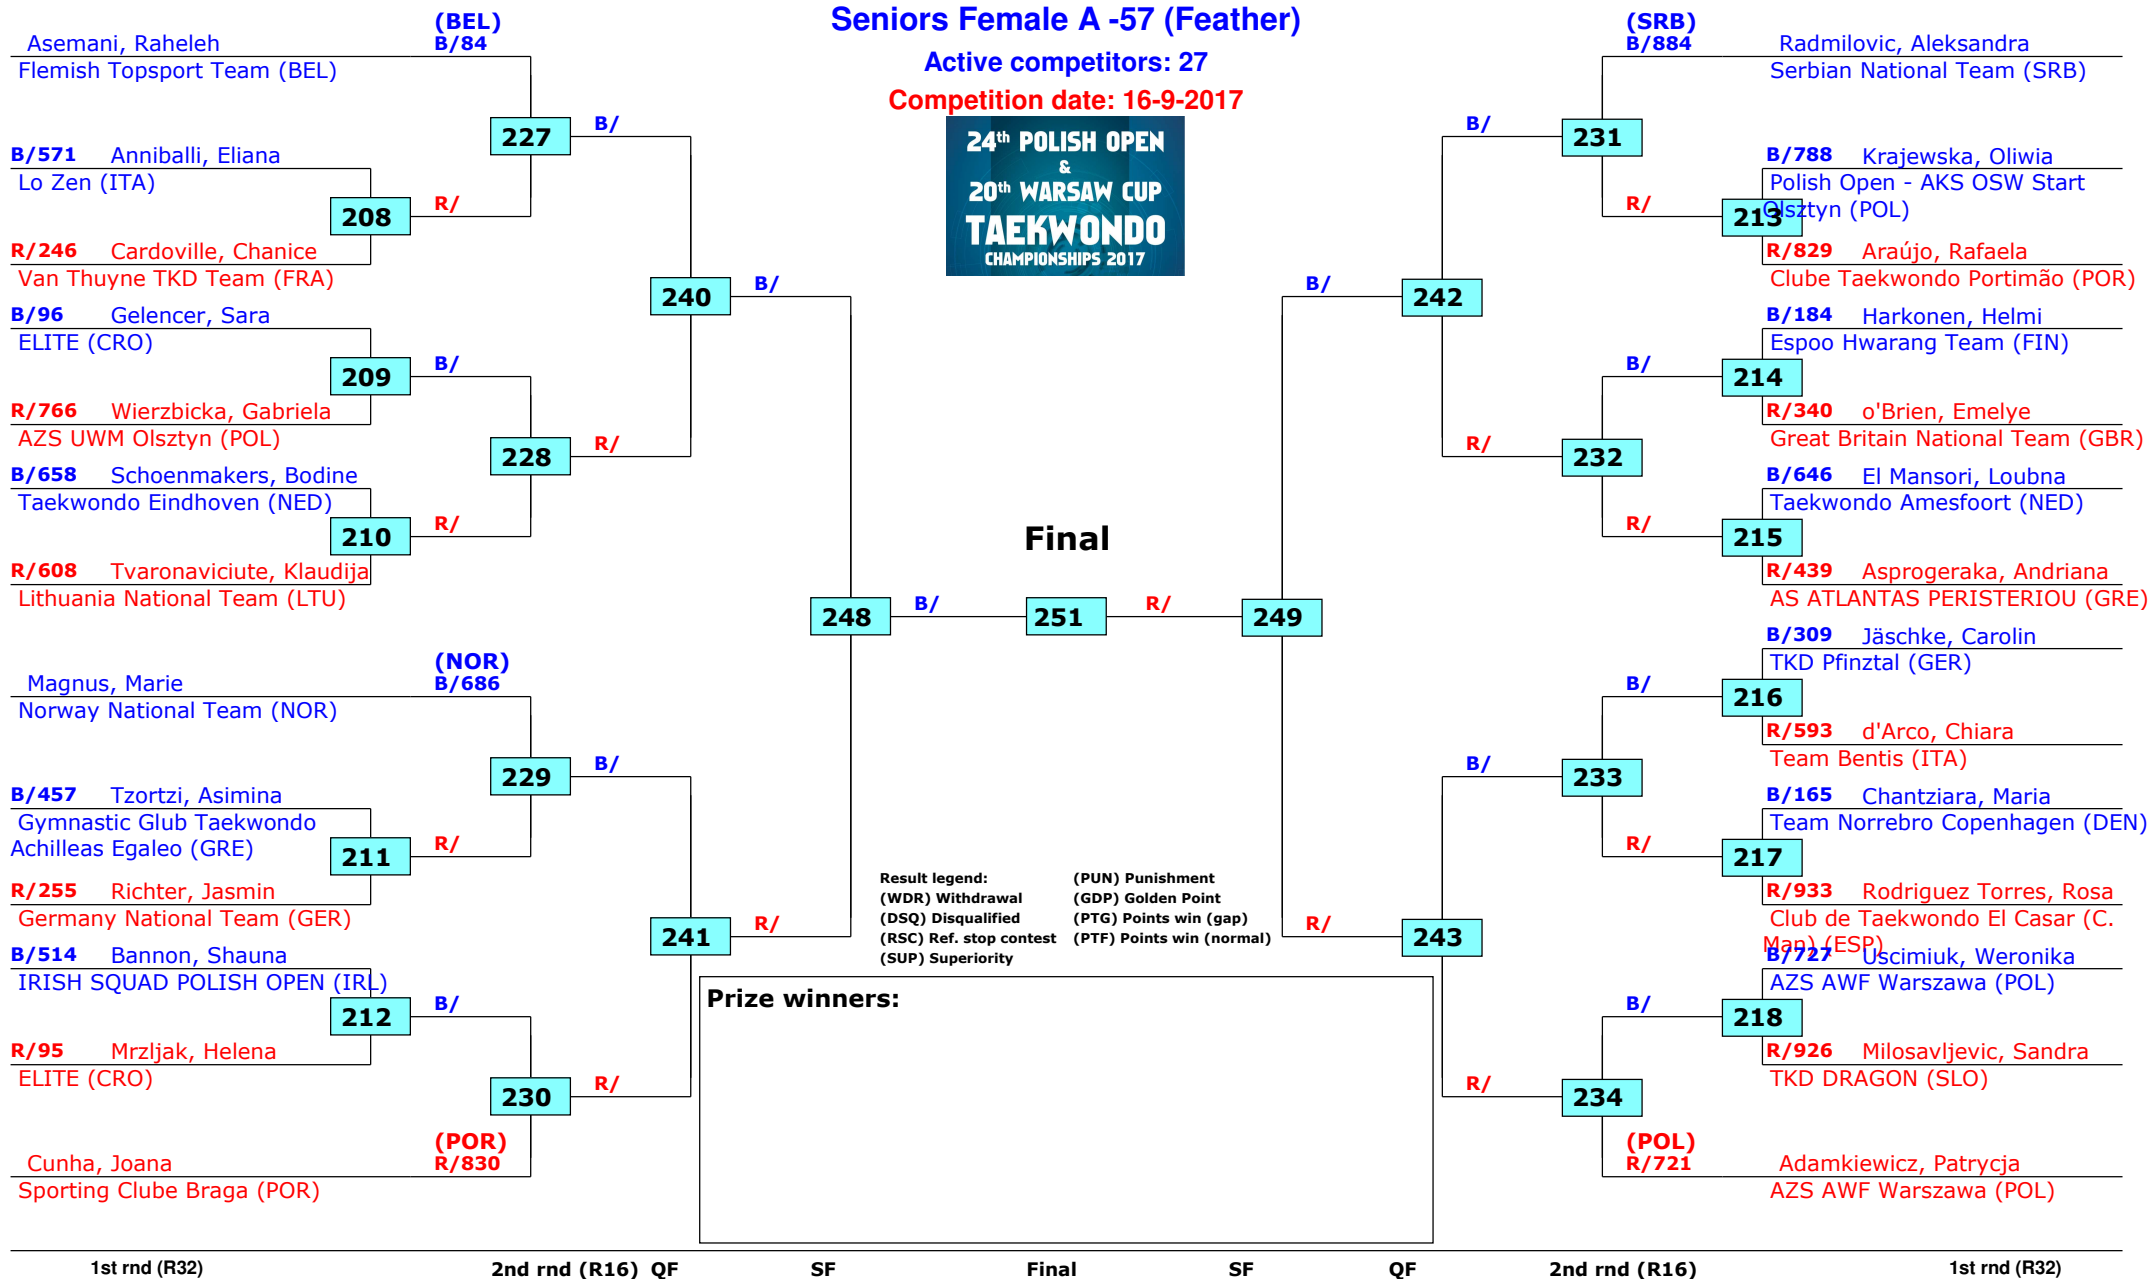 Seniors Female A -57 (Feather)
Active competitors: 27
Competition date: 16-9-2017
24th POLISH OPEN
&
20th WARSAW CUP
TAEKWONDO
CHAMPIONSHIPS 2017
(BEL)
Asemani, Raheleh B/84
Flemish Topsport Team (BEL)
227
B/
B/571 Anniballi, Eliana
Lo Zen (ITA)
208
R/
R/246 Cardoville, Chanice
Van Thuyne TKD Team (FRA)
240
B/
B/96 Gelencer, Sara
ELITE (CRO)
209
B/
R/766 Wierzbicka, Gabriela
AZS UWM Olsztyn (POL)
228
R/
B/658 Schoenmakers, Bodine
Taekwondo Eindhoven (NED)
210
R/
R/608 Tvaronaviciute, Klaudija
Lithuania National Team (LTU)
248
B/
(NOR)
Magnus, Marie B/686
Norway National Team (NOR)
229
B/
B/457 Tzortzi, Asimina
Gymnastic Glub Taekwondo
Achilleas Egaleo (GRE)
211
R/
R/255 Richter, Jasmin
Germany National Team (GER)
241
R/
B/514 Bannon, Shauna
IRISH SQUAD POLISH OPEN (IRL)
212
B/
R/95 Mrzljak, Helena
ELITE (CRO)
230
R/
(POR)
Cunha, Joana R/830
Sporting Clube Braga (POR)
Final
251
R/
249
(SRB)
B/884 Radmilovic, Aleksandra
Serbian National Team (SRB)
B/
231
B/788 Krajewska, Oliwia
Polish Open - AKS OSW Start
Olsztyn (POL)
R/
213
R/829 Araújo, Rafaela
Clube Taekwondo Portimão (POR)
B/
242
B/184 Harkonen, Helmi
Espoo Hwarang Team (FIN)
B/
214
R/340 o'Brien, Emelye
Great Britain National Team (GBR)
R/
232
B/646 El Mansori, Loubna
Taekwondo Amesfoort (NED)
R/
215
R/439 Asprogeraka, Andriana
AS ATLANTAS PERISTERIOU (GRE)
B/309 Jäschke, Carolin
TKD Pfinztal (GER)
B/
216
R/593 d'Arco, Chiara
Team Bentis (ITA)
B/
233
B/165 Chantziara, Maria
Team Norrebro Copenhagen (DEN)
R/
217
R/933 Rodriguez Torres, Rosa
Club de Taekwondo El Casar (C.
Man) (ESP)
R/
243
B/727 Uscimiuk, Weronika
AZS AWF Warszawa (POL)
B/
218
R/926 Milosavljevic, Sandra
TKD DRAGON (SLO)
R/
234
(POL)
R/721 Adamkiewicz, Patrycja
AZS AWF Warszawa (POL)
Result legend: (PUN) Punishment
(WDR) Withdrawal (GDP) Golden Point
(DSQ) Disqualified (PTG) Points win (gap)
(RSC) Ref. stop contest (PTF) Points win (normal)
(SUP) Superiority
Prize winners:
1st rnd (R32) 2nd rnd (R16) QF SF Final SF QF 2nd rnd (R16) 1st rnd (R32)